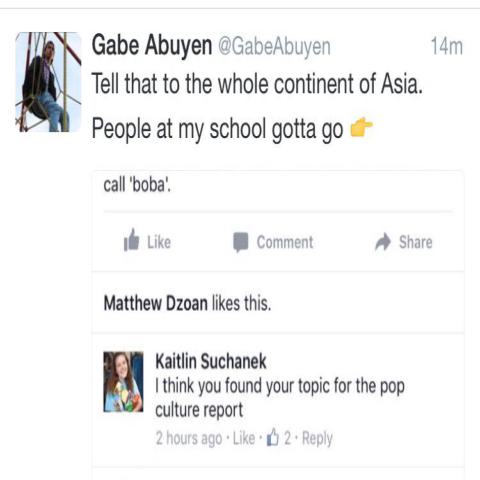 Gabe Abuyen @GabeAbuyen 14m
Tell that to the whole continent of Asia.
People at my school gotta go 👉
call 'boba'.
Like Comment Share
Matthew Dzoan likes this.
Kaitlin Suchanek
I think you found your topic for the pop
culture report
2 hours ago · Like · 2 · Reply